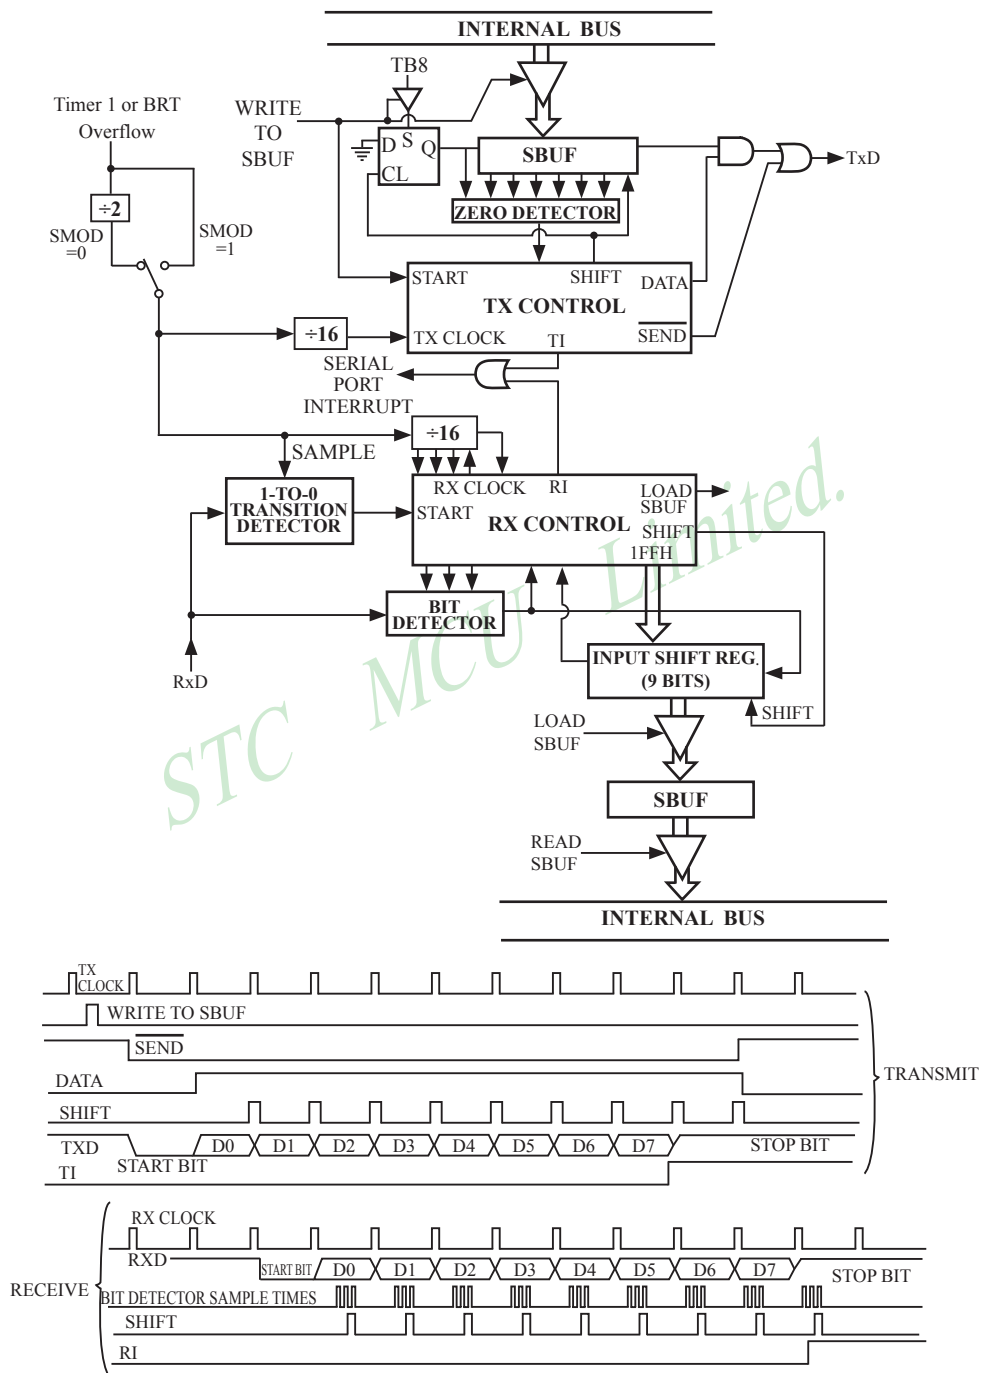 INTERNAL BUS
TB8
Timer 1 or BRT
Overflow
WRITE
TO
SBUF
D
S
Q
CL
SBUF
TxD
÷2
ZERO DETECTOR
SMOD
=0
SMOD
=1
START
SHIFT
DATA
TX CONTROL
÷16
TX CLOCK
TI
SEND
SERIAL
PORT
INTERRUPT
÷16
SAMPLE
RX CLOCK
RI
LOAD
SBUF
1-TO-0
TRANSITION
DETECTOR
START
RX CONTROL
SHIFT
1FFH
BIT
DETECTOR
RxD
INPUT SHIFT REG.
(9 BITS)
SHIFT
LOAD
SBUF
SBUF
READ
SBUF
INTERNAL BUS
STC MCU Limited.
TX
CLOCK
WRITE TO SBUF
SEND
DATA
TRANSMIT
SHIFT
TXD
START BIT
D0 D1 D2 D3 D4 D5 D6 D7
STOP BIT
TI
RX CLOCK
RXD
START BIT
D0 D1 D2 D3 D4 D5 D6 D7
STOP BIT
RECEIVE
BIT DETECTOR SAMPLE TIMES
SHIFT
RI